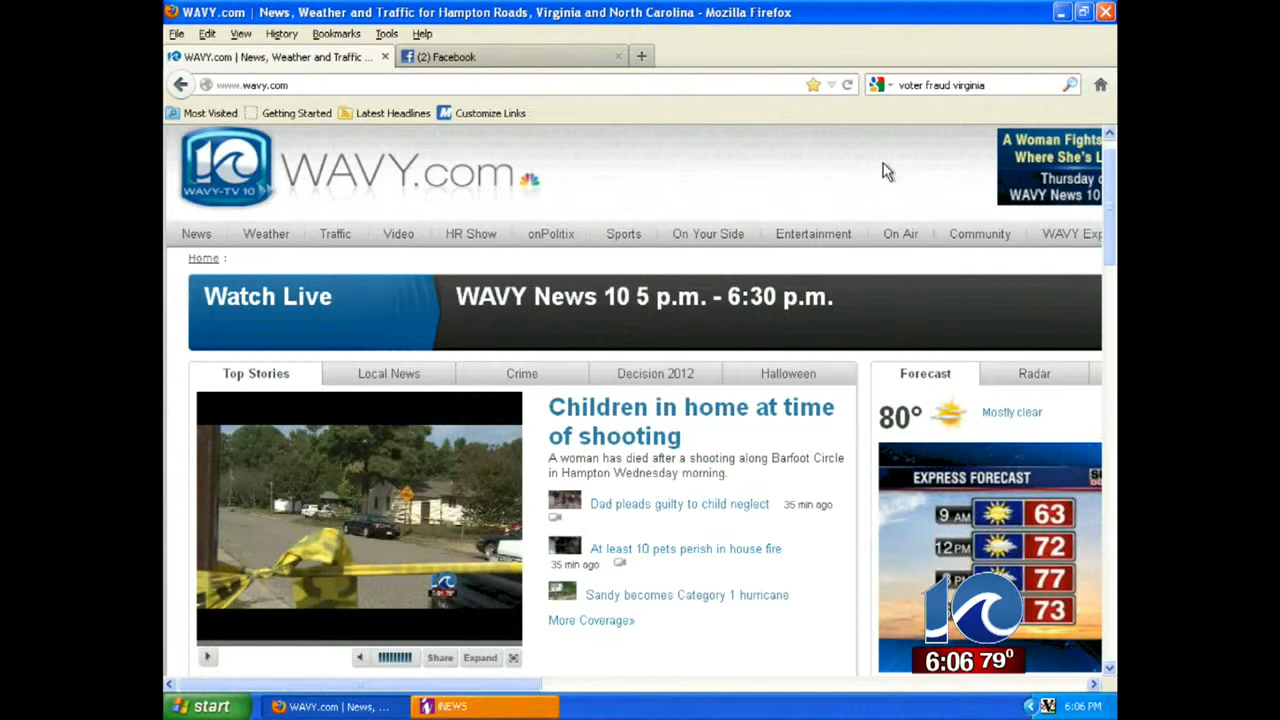 WAVY.com | News, Weather and Traffic for Hampton Roads, Virginia and North Carolina - Mozilla Firefox
File Edit View History Bookmarks Tools Help
WAVY.com | News, Weather and Traffic ... (2) Facebook
www.wavy.com
voter fraud virginia
Most Visited Getting Started Latest Headlines Customize Links
10
WAVY-TV 10
WAVY.com
A Woman Fights
Where She's L
Thursday
WAVY News 10
News Weather Traffic Video HR Show onPolitix Sports On Your Side Entertainment On Air Community WAVY Exp
Home :
Watch Live
WAVY News 10 5 p.m. - 6:30 p.m.
Top Stories Local News Crime Decision 2012 Halloween
Forecast Radar
Children in home at time
of shooting
A woman has died after a shooting along Barfoot Circle
in Hampton Wednesday morning.
Dad pleads guilty to child neglect 35 min ago
At least 10 pets perish in house fire
35 min ago
Sandy becomes Category 1 hurricane
More Coverage»
Share Expand
80° Mostly clear
EXPRESS FORECAST
9 AM 63
12PM 72
77
73
10
6:06 79°
start
WAVY.com | News, ...
iNEWS
6:06 PM